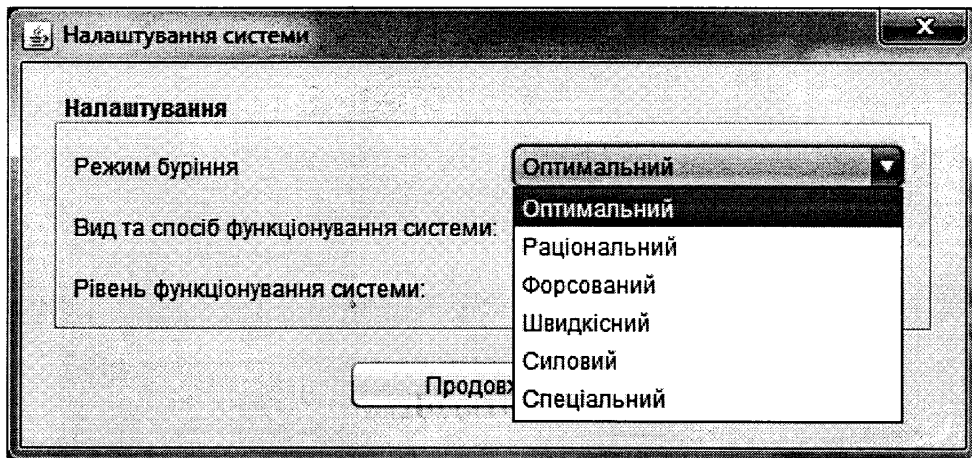 Налаштування системи
Налаштування
Режим буріння
Оптимальний
Оптимальний
Вид та спосіб функціонування системи:
Раціональний
Форсований
Рівень функціонування системи:
Швидкісний
Силовий
Спеціальний